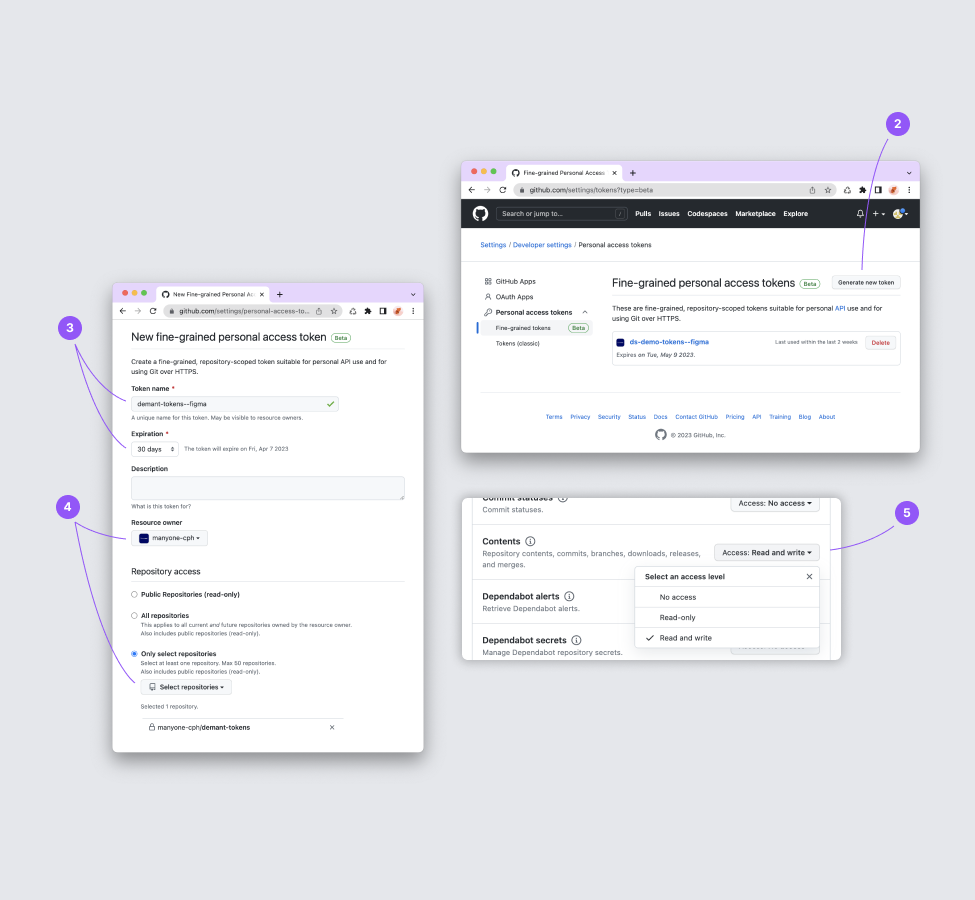 2
Fine-grained Personal Access
github.com/settings/tokens?type=beta
Search or jump to...
/
Pulls
Issues
Codespaces
Marketplace
Explore
Settings / Developer settings / Personal access tokens
GitHub Apps
OAuth Apps
Personal access tokens
Fine-grained tokens
Beta
Tokens (classic)
Fine-grained personal access tokens
Beta
Generate new token
These are fine-grained, repository-scoped tokens suitable for personal API use and for
using Git over HTTPS.
ds-demo-tokens--figma
Last used within the last 2 weeks
Delete
Expires on Tue, May 9 2023.
Terms
Privacy
Security
Status
Docs
Contact GitHub
Pricing
API
Training
Blog
About
© 2023 GitHub, Inc.
3
4
New Fine-grained Personal Ac
github.com/settings/personal-access-to...
New fine-grained personal access token
Beta
Create a fine-grained, repository-scoped token suitable for personal API use and for
using Git over HTTPS.
Token name *
demant-tokens--figma
A unique name for this token. May be visible to resource owners.
Expiration *
30 days
The token will expire on Fri, Apr 7 2023
Description
What is this token for?
Resource owner
manyone-cph
Repository access
Public Repositories (read-only)
All repositories
This applies to all current and future repositories owned by the resource owner.
Also includes public repositories (read-only).
Only select repositories
Select at least one repository. Max 50 repositories.
Also includes public repositories (read-only).
Select repositories
Selected 1 repository.
manyone-cph/demant-tokens
5
Commit statuses
Commit statuses.
Access: No access
Contents
Repository contents, commits, branches, downloads, releases,
and merges.
Access: Read and write
Select an access level
No access
Read-only
Read and write
Dependabot alerts
Retrieve Dependabot alerts.
Dependabot secrets
Manage Dependabot repository secrets.